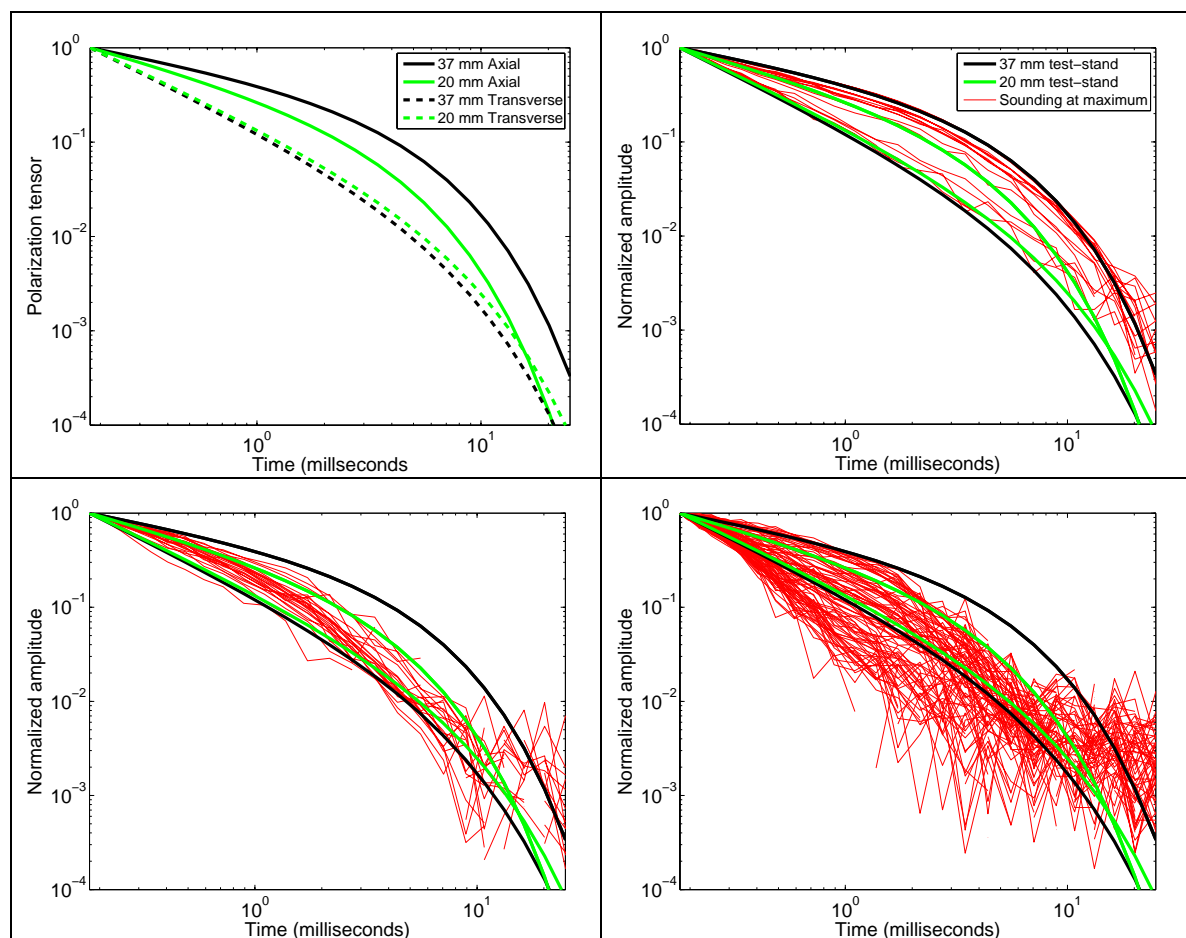 10^0
10^−1
10^−2
10^−3
10^−4
Polarization tensor
37 mm Axial
20 mm Axial
37 mm Transverse
20 mm Transverse
10^0
10^1
Time (millseconds
10^0
10^−1
10^−2
10^−3
10^−4
Normalized amplitude
37 mm test−stand
20 mm test−stand
Sounding at maximum
10^0
10^1
Time (milliseconds)
10^0
10^−1
10^−2
10^−3
10^−4
Normalized amplitude
10^0
10^1
Time (milliseconds)
10^0
10^−1
10^−2
10^−3
10^−4
Normalized amplitude
10^0
10^1
Time (milliseconds)